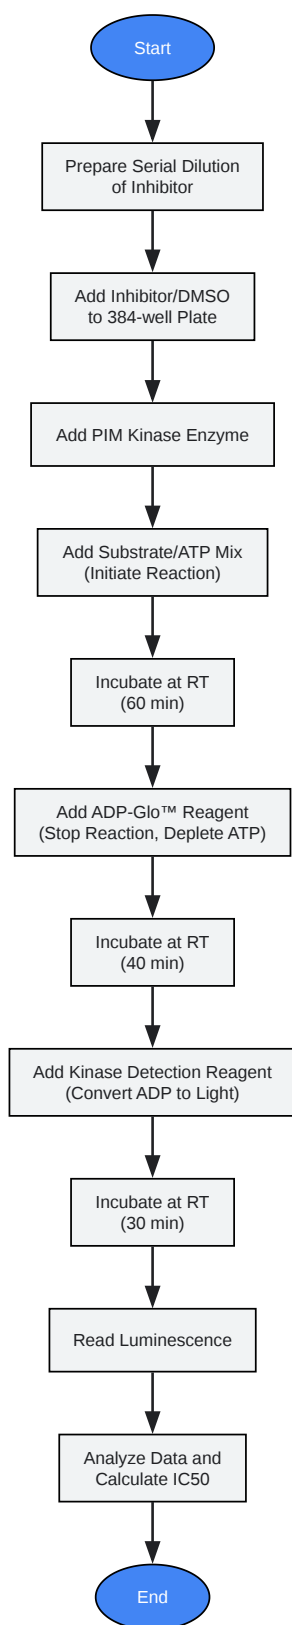 Start
Prepare Serial Dilution
of Inhibitor
Add Inhibitor/DMSO
to 384-well Plate
Add PIM Kinase Enzyme
Add Substrate/ATP Mix
(Initiate Reaction)
Incubate at RT
(60 min)
Add ADP-Glo™ Reagent
(Stop Reaction, Deplete ATP)
Incubate at RT
(40 min)
Add Kinase Detection Reagent
(Convert ADP to Light)
Incubate at RT
(30 min)
Read Luminescence
Analyze Data and
Calculate IC50
End